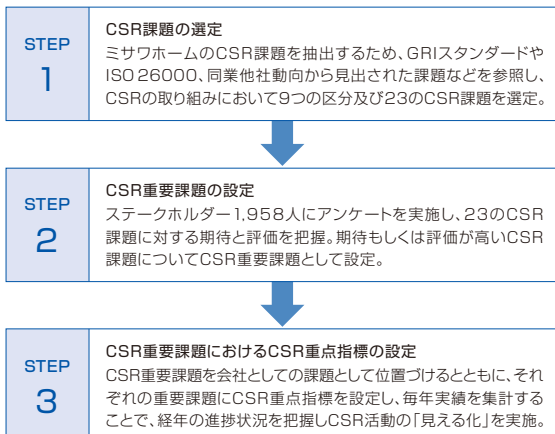 STEP
1
CSR課題の選定
ミサワホームのCSR課題を抽出するため、GRIスタンダードや
ISO26000、同業他社動向から見出された課題などを参照し、
CSRの取り組みにおいて9つの区分及び23のCSR課題を選定。
STEP
2
CSR重要課題の設定
ステークホルダー1,958人にアンケートを実施し、23のCSR
課題に対する期待と評価を把握。期待もしくは評価が高いCSR
課題についてCSR重要課題として設定。
STEP
3
CSR重要課題におけるCSR重点指標の設定
CSR重要課題を会社としての課題として位置づけるとともに、それ
ぞれの重要課題にCSR重点指標を設定し、毎年実績を集計する
ことで、経年の進捗状況を把握しCSR活動の「見える化」を実施。